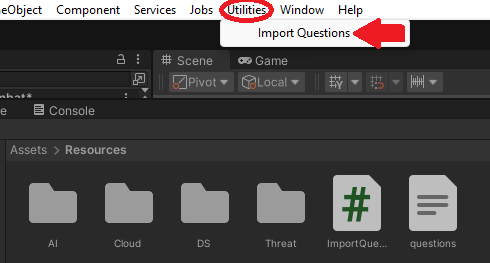 eObject Component Services Jobs Utilities Window Help
Import Questions
Scene Game
Pivot Local
bat*
e Console
Assets > Resources
AI Cloud DS Threat ImportQue... questions